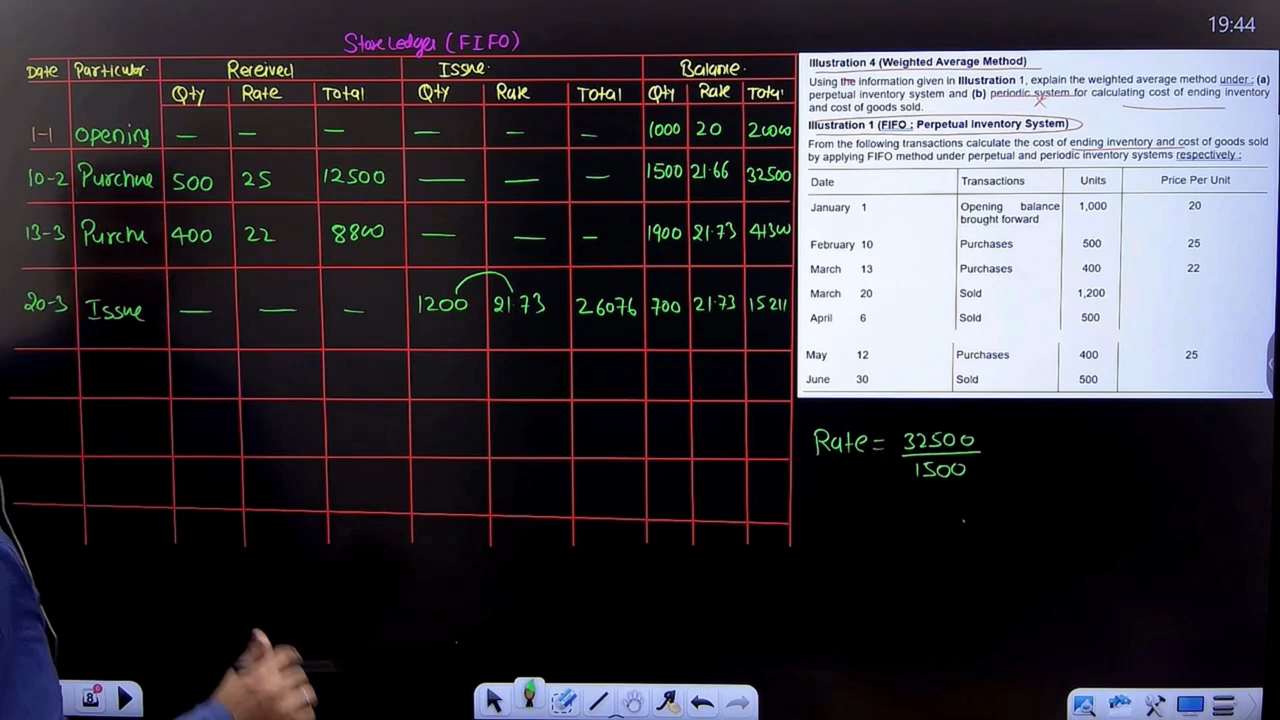 19:44
Store Ledger (FIFO)
Date Particular. Received Issue. Balance.
Qty Rate Total Qty Rate Total Qty Rate Total
1-1 opening — — — — — — 1000 20 20000
10-2 Purchase 500 25 12500 — — — 1500 21.66 32500
13-3 Purchase 400 22 8800 — — — 1900 21.73 41300
20-3 Issue — — — 1200 21.73 26076 700 21.73 15211
Illustration 4 (Weighted Average Method)
Using the information given in Illustration 1, explain the weighted average method under : (a)
perpetual inventory system and (b) periodic system for calculating cost of ending inventory
and cost of goods sold.
Illustration 1 (FIFO : Perpetual Inventory System)
From the following transactions calculate the cost of ending inventory and cost of goods sold
by applying FIFO method under perpetual and periodic inventory systems respectively :
Date Transactions Units Price Per Unit
January 1 Opening balance 1,000 20
brought forward
February 10 Purchases 500 25
March 13 Purchases 400 22
March 20 Sold 1,200
April 6 Sold 500
May 12 Purchases 400 25
June 30 Sold 500
Rate = 32500
1500
8